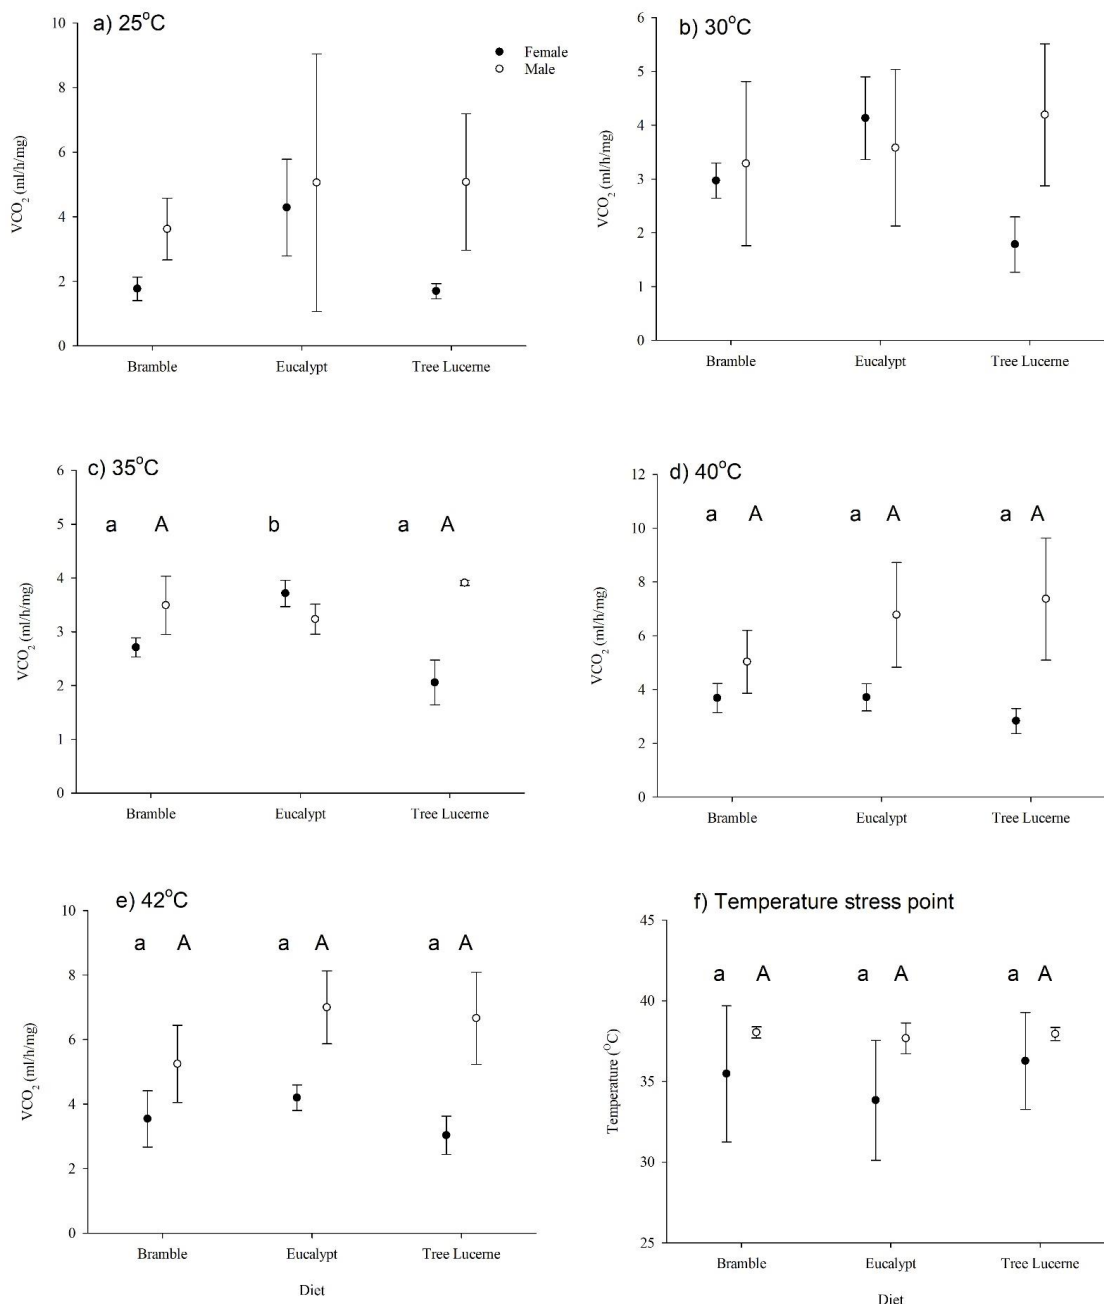 a) 25°C
Female
Male
VCO2 (ml/h/mg)
10
8
6
4
2
0
Bramble Eucalypt Tree Lucerne
b) 30°C
VCO2 (ml/h/mg)
6
5
4
3
2
1
0
Bramble Eucalypt Tree Lucerne
c) 35°C
a A b a A
VCO2 (ml/h/mg)
6
5
4
3
2
1
0
Bramble Eucalypt Tree Lucerne
d) 40°C
a A a A a A
VCO2 (ml/h/mg)
12
10
8
6
4
2
0
Bramble Eucalypt Tree Lucerne
e) 42°C
a A a A a A
VCO2 (ml/h/mg)
10
8
6
4
2
0
Bramble Eucalypt Tree Lucerne
Diet
f) Temperature stress point
a A a A a A
Temperature (°C)
45
40
35
30
25
Bramble Eucalypt Tree Lucerne
Diet